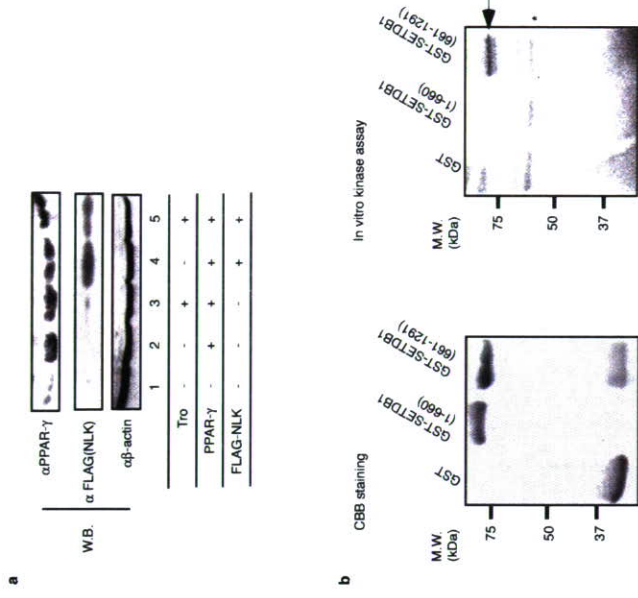 a
αPPAR-γ
α FLAG(NLK)
αβ-actin
W.B.
1 2 3 4 5
Tro - - + - +
PPAR-γ - + + + +
FLAG-NLK - - - + +
b
CBB staining
M.W.
(kDa)
75
50
37
GST
GST-SETDB1
(1-660)
GST-SETDB1
(661-1291)
In vitro kinase assay
M.W.
(kDa)
75
50
37
GST
GST-SETDB1
(1-660)
GST-SETDB1
(661-1291)
*